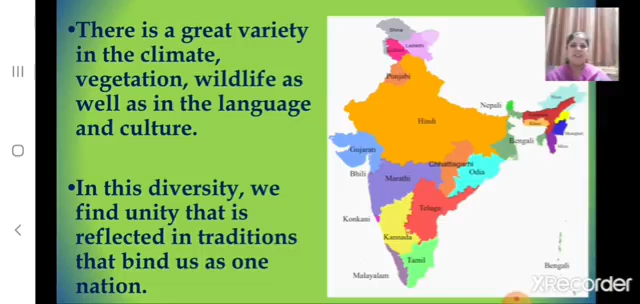 •There is a great variety
in the climate,
vegetation, wildlife as
well as in the language
and culture.
•In this diversity, we
find unity that is
reflected in traditions
that bind us as one
nation.
Shina
Ladakhi
Punjabi
Hindi
Nepali
Bengali
Gujarati
Bhili
Marathi
Chhattisgarhi
Odia
Konkani
Telugu
Kannada
Tamil
Malayalam
Bengali
XRecorder